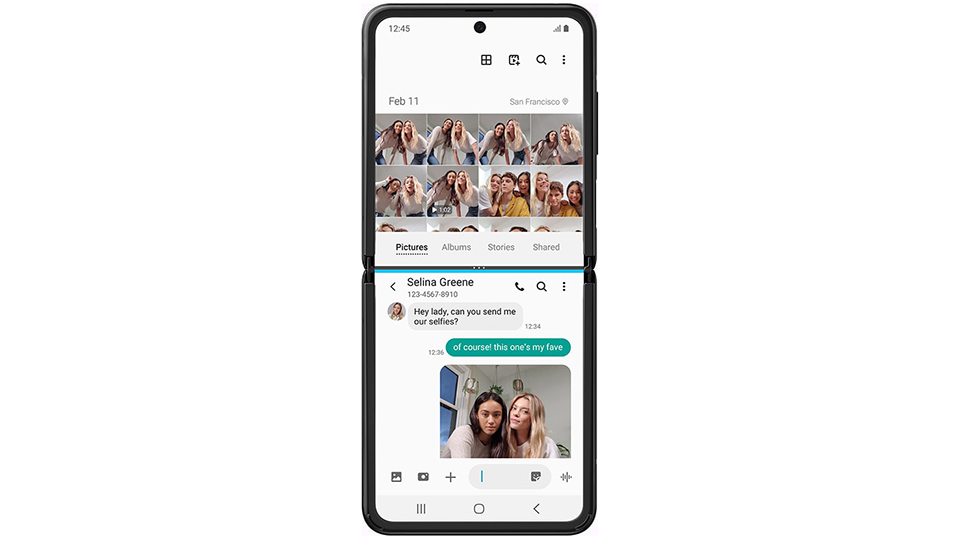 12:45
Feb 11
San Francisco
1:02
Pictures Albums Stories Shared
Selina Greene
123-4567-8910
Hey lady, can you send me
our selfies?
12:34
of course! this one's my fave
12:36